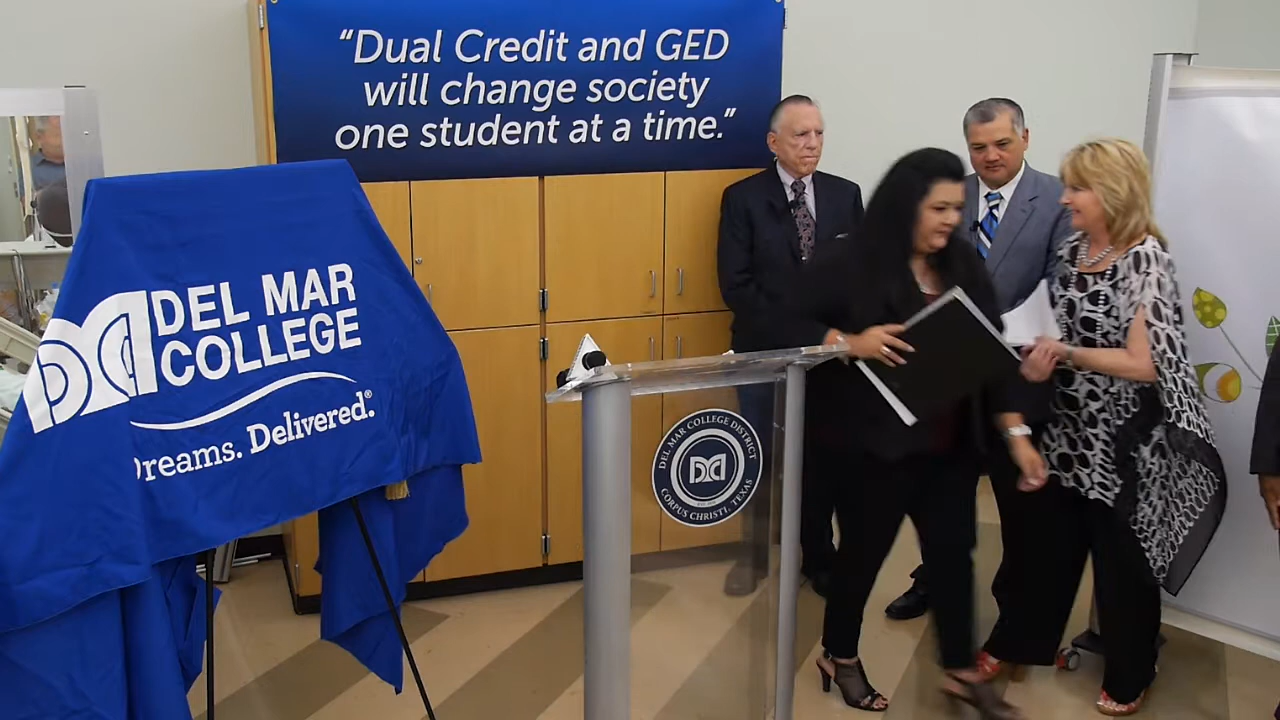 “Dual Credit and GED
will change society
one student at a time.”
DEL MAR
COLLEGE
Dreams. Delivered.®
DEL MAR COLLEGE DISTRICT
CORPUS CHRISTI, TEXAS